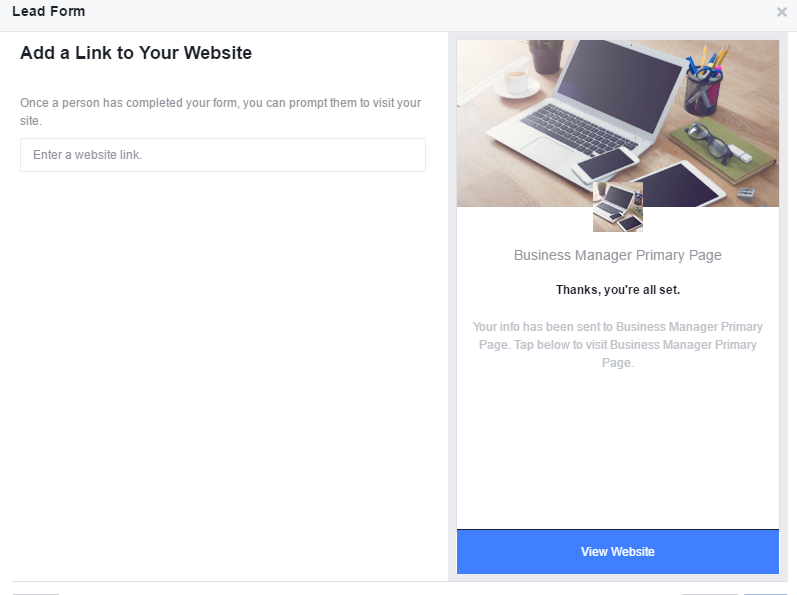 Lead Form
Add a Link to Your Website
Once a person has completed your form, you can prompt them to visit your
site.
Enter a website link.
Business Manager Primary Page
Thanks, you're all set.
Your info has been sent to Business Manager Primary
Page. Tap below to visit Business Manager Primary
Page.
View Website